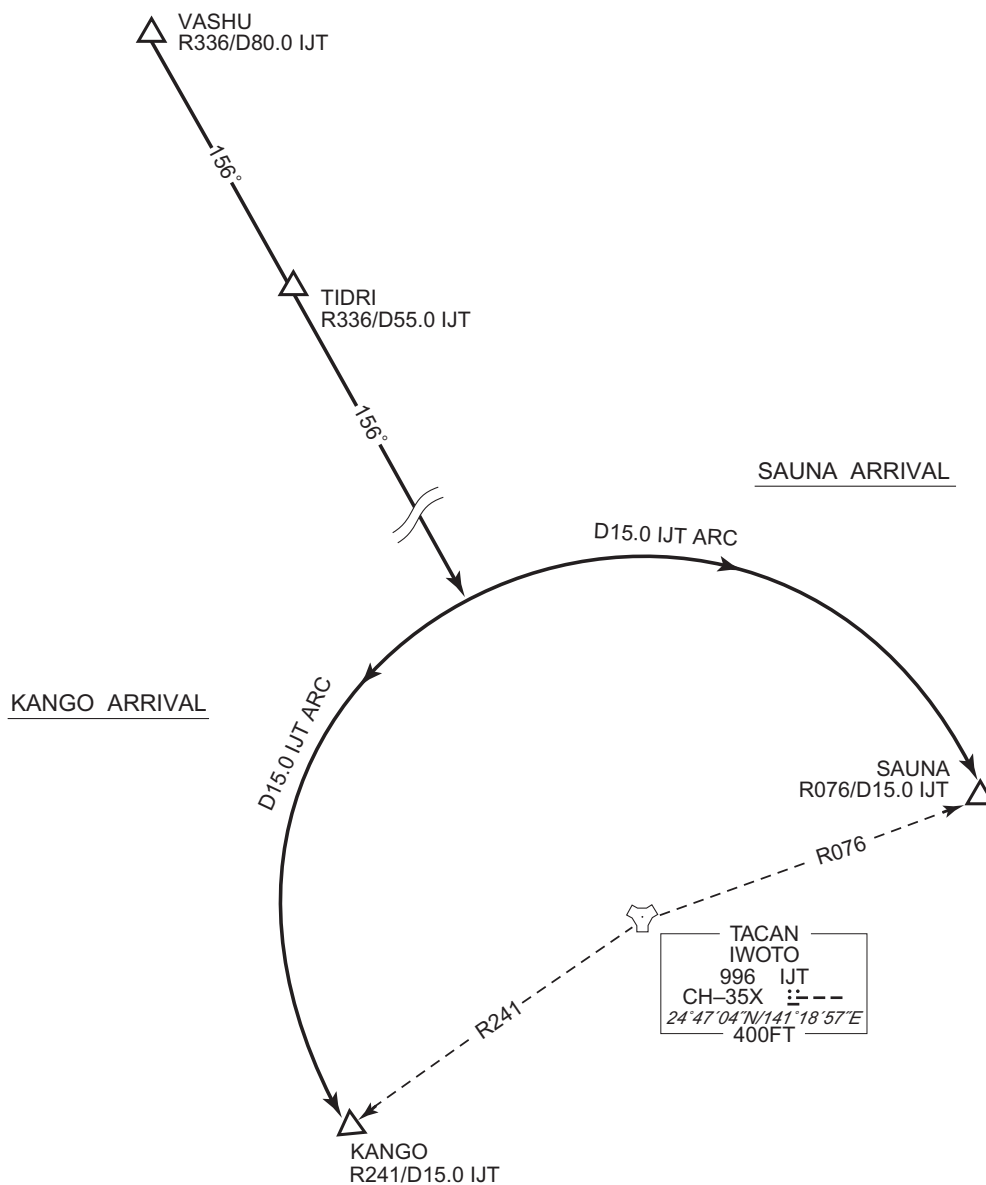 VASHU
R336/D80.0 IJT
156°
TIDRI
R336/D55.0 IJT
156°
SAUNA ARRIVAL
D15.0 IJT ARC
KANGO ARRIVAL
D15.0 IJT ARC
SAUNA
R076/D15.0 IJT
R076
TACAN
IWOTO
996 IJT
CH–35X
24°47′04″N/141°18′57″E
400FT
R241
KANGO
R241/D15.0 IJT